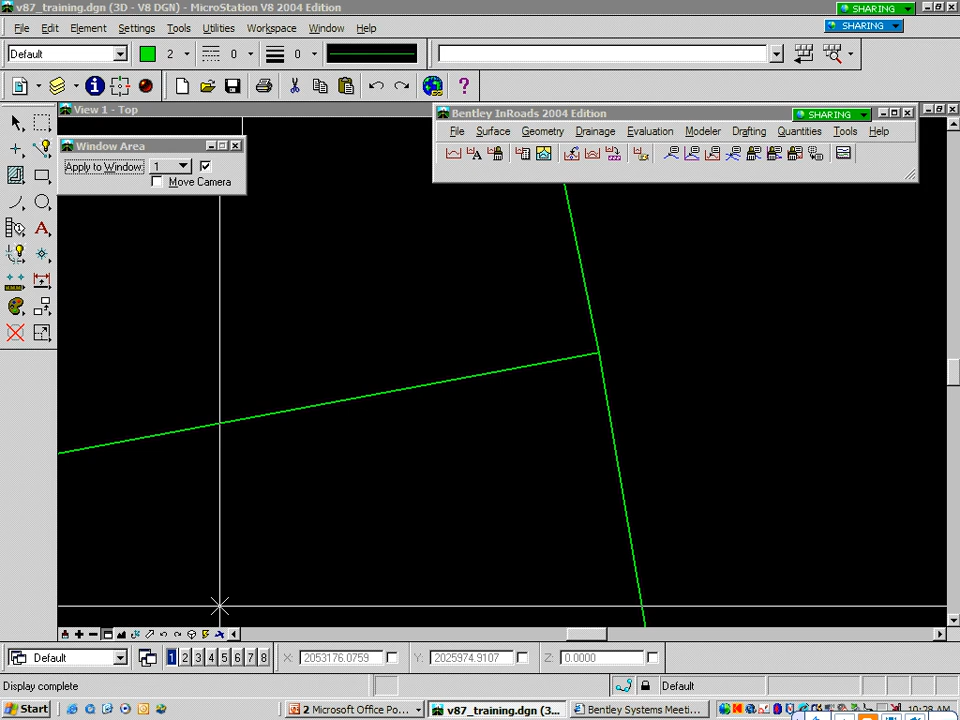 v87_training.dgn (3D - V8 DGN) - MicroStation V8 2004 Edition
SHARING
SHARING
File Edit Element Settings Tools Utilities Workspace Window Help
Default 2 0 0
View 1 - Top
Bentley InRoads 2004 Edition
SHARING
File Surface Geometry Drainage Evaluation Modeler Drafting Quantities Tools Help
Window Area
Apply to Window: 1
Move Camera
Default 1 2 3 4 5 6 7 8 X: 2053176.0759 Y: 2025974.9107 Z: 0.0000
Display complete Default
Start 2 Microsoft Office Po... v87_training.dgn (3... Bentley Systems Meeti... 10:28 AM